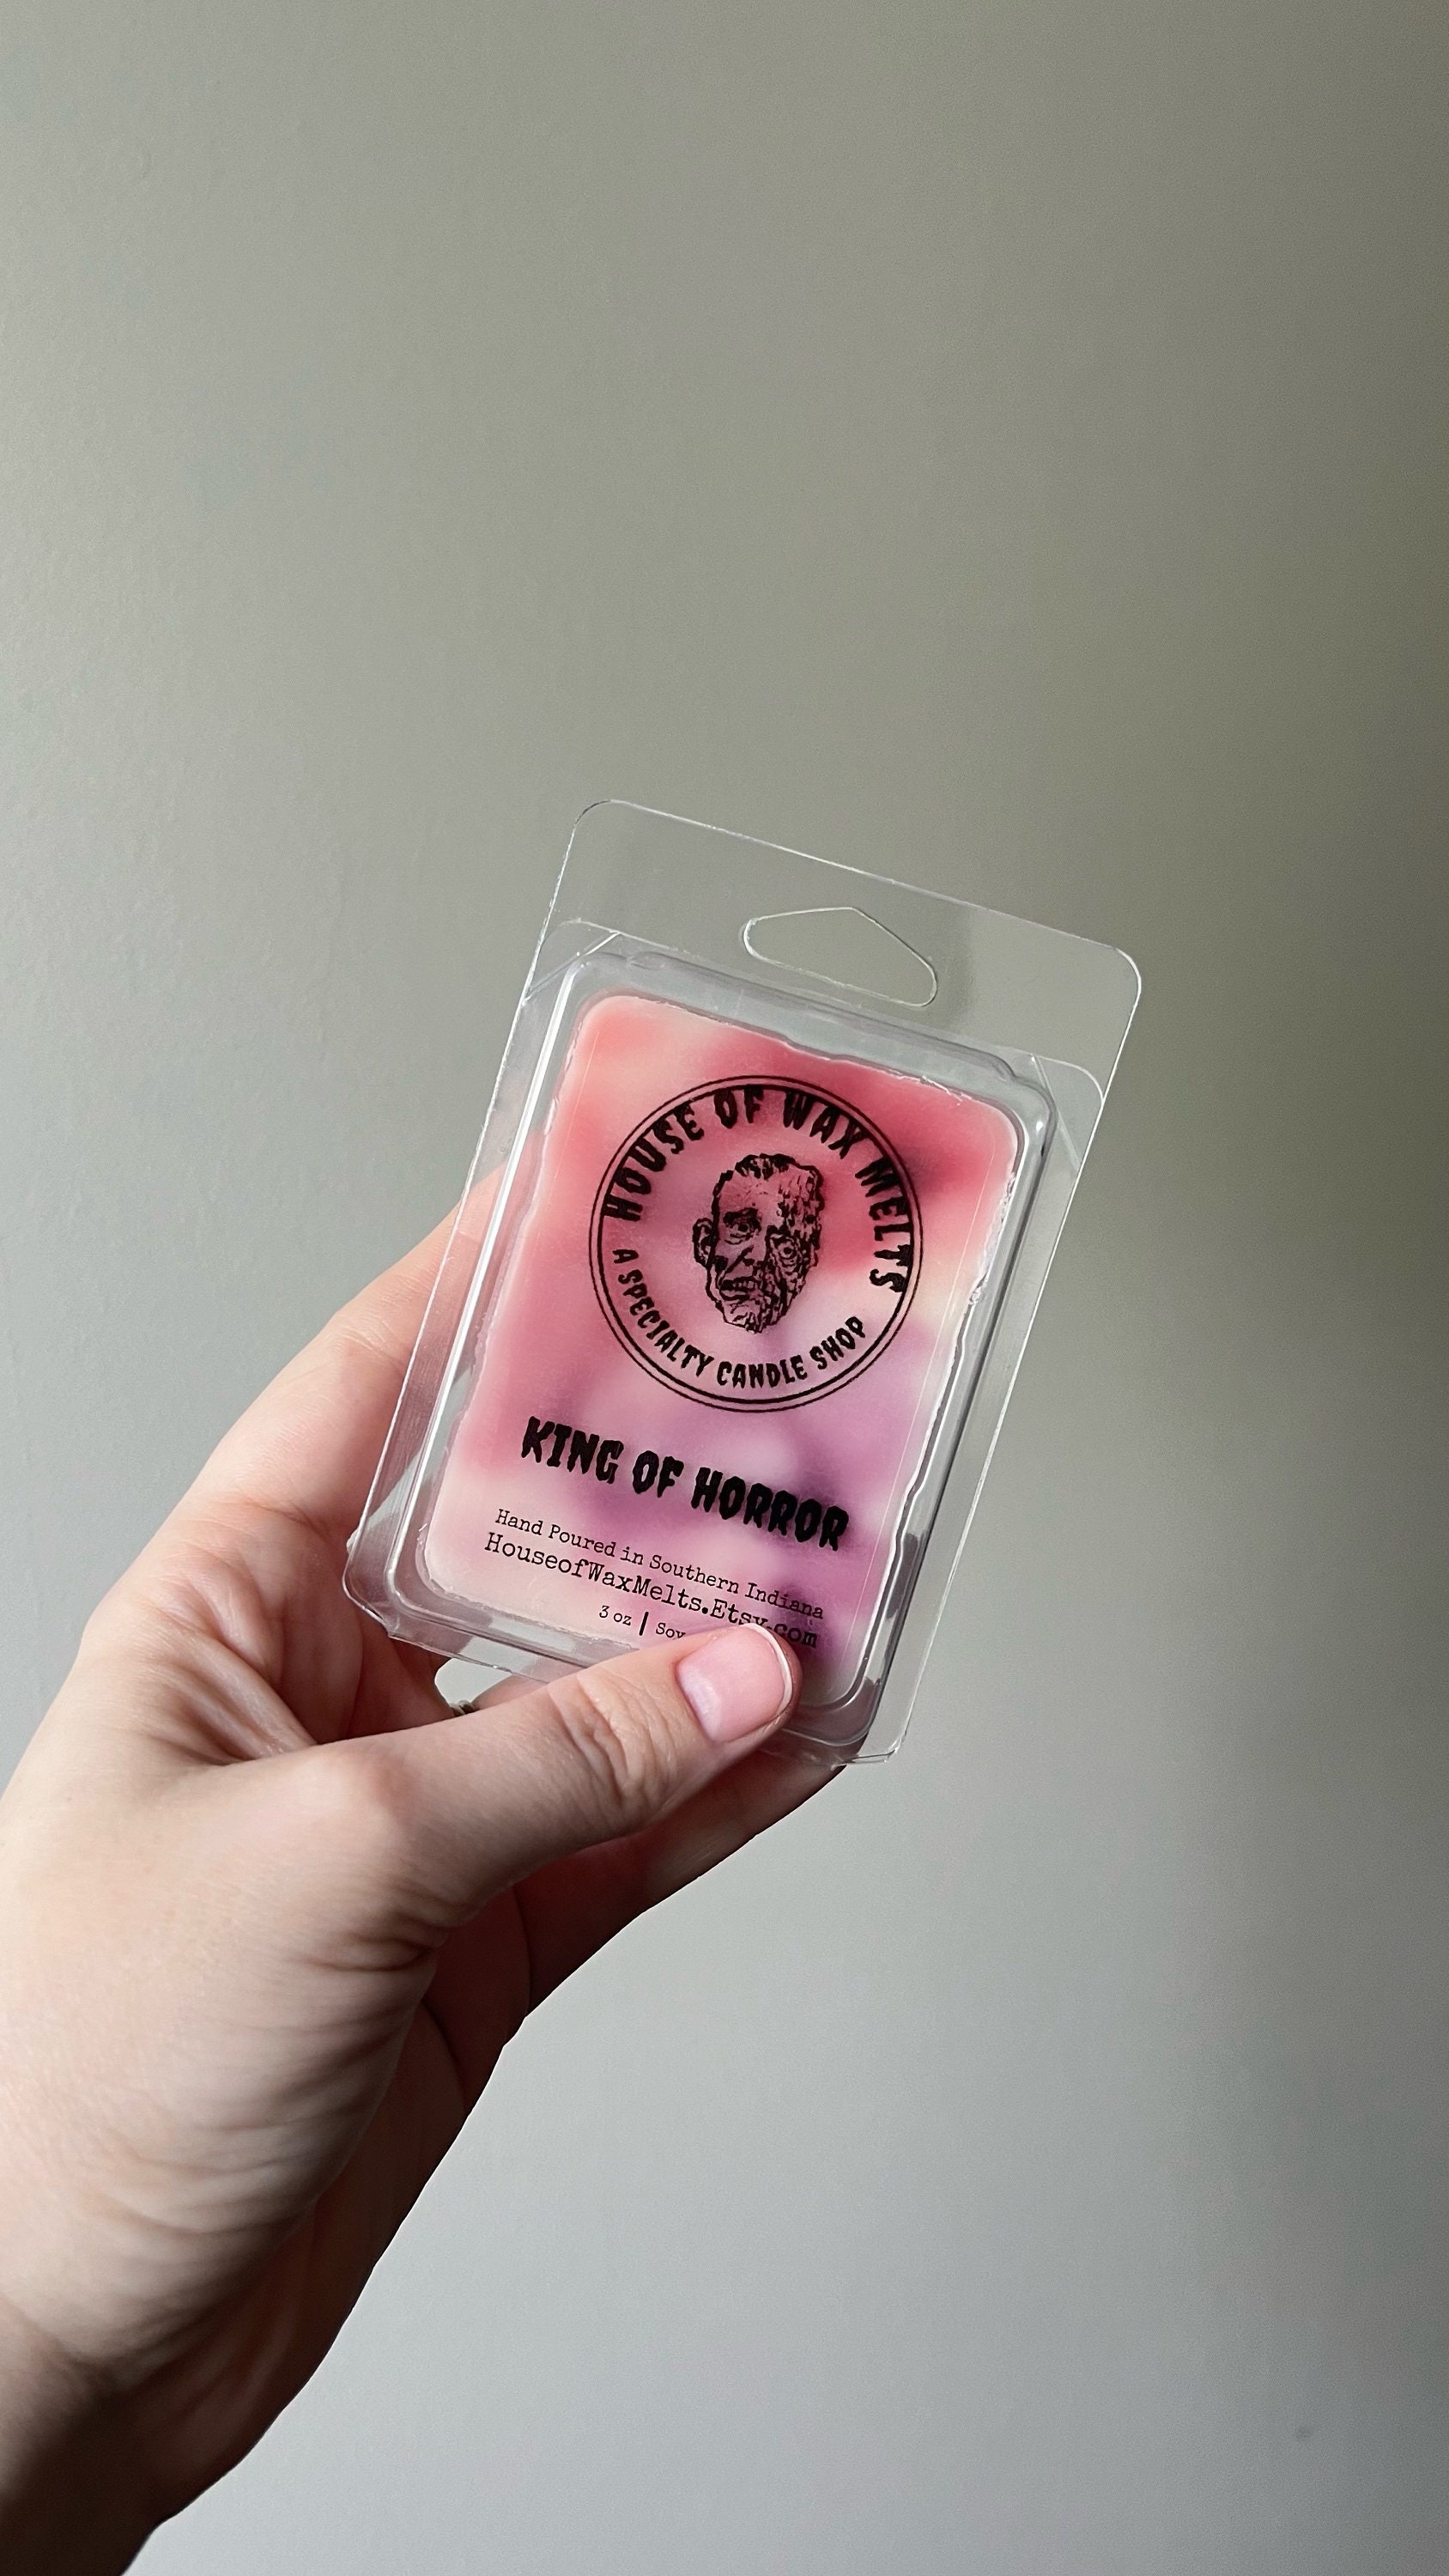 HOUSE OF WAX MELTS
A SPECIALTY CANDLE SHOP
KING OF HORROR
Hand Poured in Southern Indiana
HouseofWaxMelts.Etsy.com
3 oz | Soy